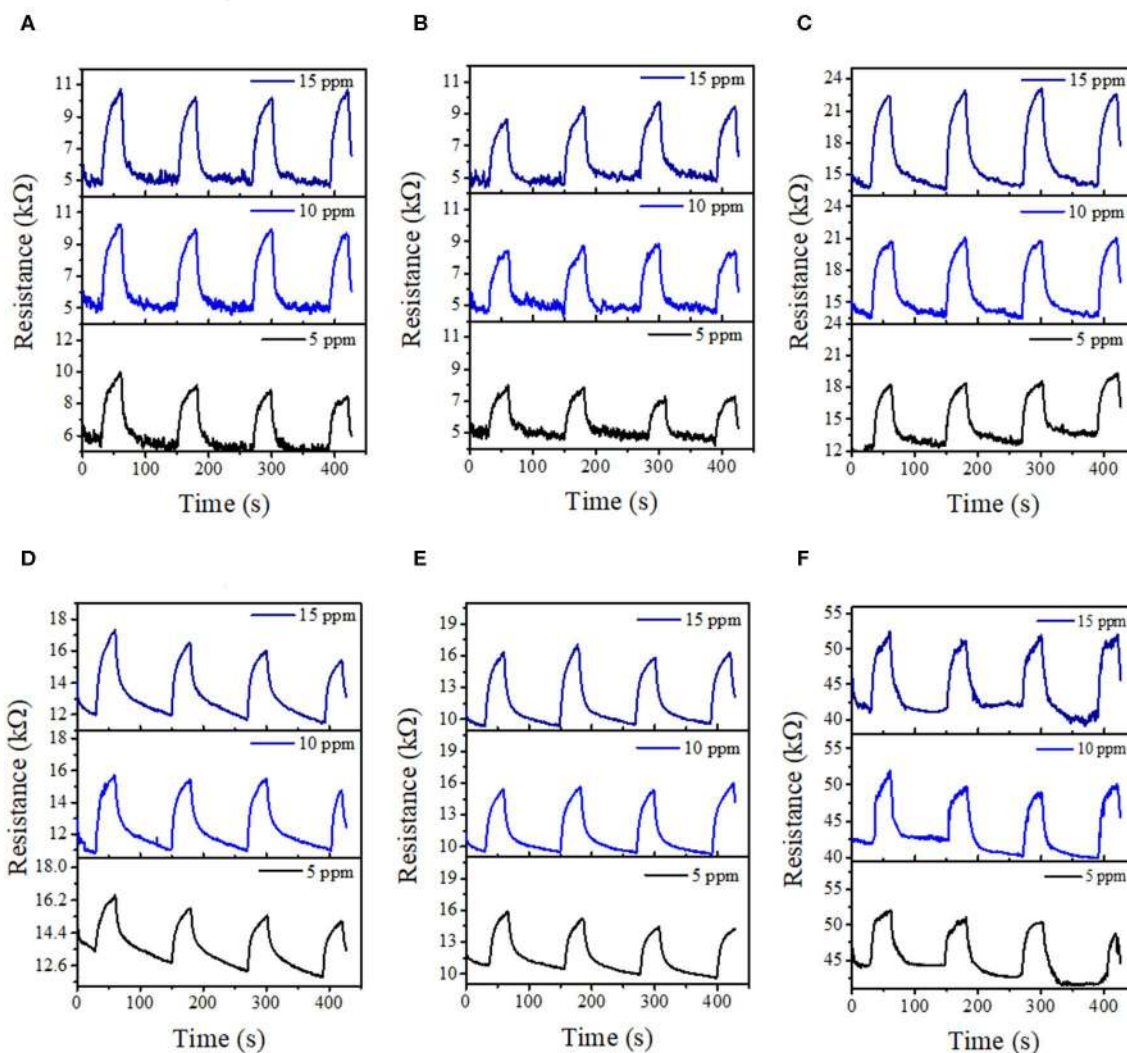 A
15 ppm
11
9
7
5
10 ppm
11
9
7
5
5 ppm
12
10
8
6
0 100 200 300 400
Time (s)
Resistance (kΩ)
B
15 ppm
11
9
7
5
10 ppm
11
9
7
5
5 ppm
11
9
7
5
0 100 200 300 400
Time (s)
Resistance (kΩ)
C
15 ppm
24
21
18
15
10 ppm
24
21
18
15
5 ppm
24
21
18
15
12
0 100 200 300 400
Time (s)
Resistance (kΩ)
D
15 ppm
18
16
14
12
10 ppm
18
16
14
12
5 ppm
18.0
16.2
14.4
12.6
0 100 200 300 400
Time (s)
Resistance (kΩ)
E
15 ppm
19
16
13
10
10 ppm
19
16
13
10
5 ppm
19
16
13
10
0 100 200 300 400
Time (s)
Resistance (kΩ)
F
15 ppm
55
50
45
40
10 ppm
55
50
45
40
5 ppm
50
45
0 100 200 300 400
Time (s)
Resistance (kΩ)